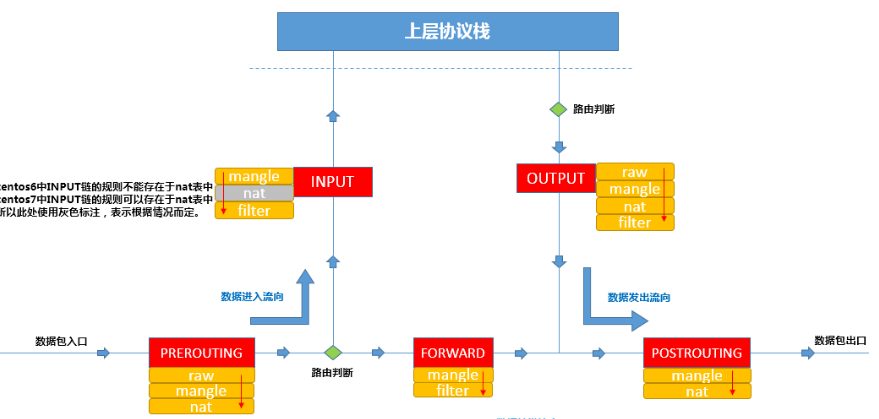 上层协议栈
路由判断
entos6中INPUT链的规则不能存在于nat表中
entos7中INPUT链的规则可以存在于nat表中
所以此处使用灰色标注，表示根据情况而定。
mangle
nat
filter
INPUT
OUTPUT
raw
mangle
nat
filter
数据进入流向
数据发出流向
数据包入口
PREROUTING
raw
mangle
nat
路由判断
FORWARD
mangle
filter
POSTROUTING
mangle
nat
数据包出口